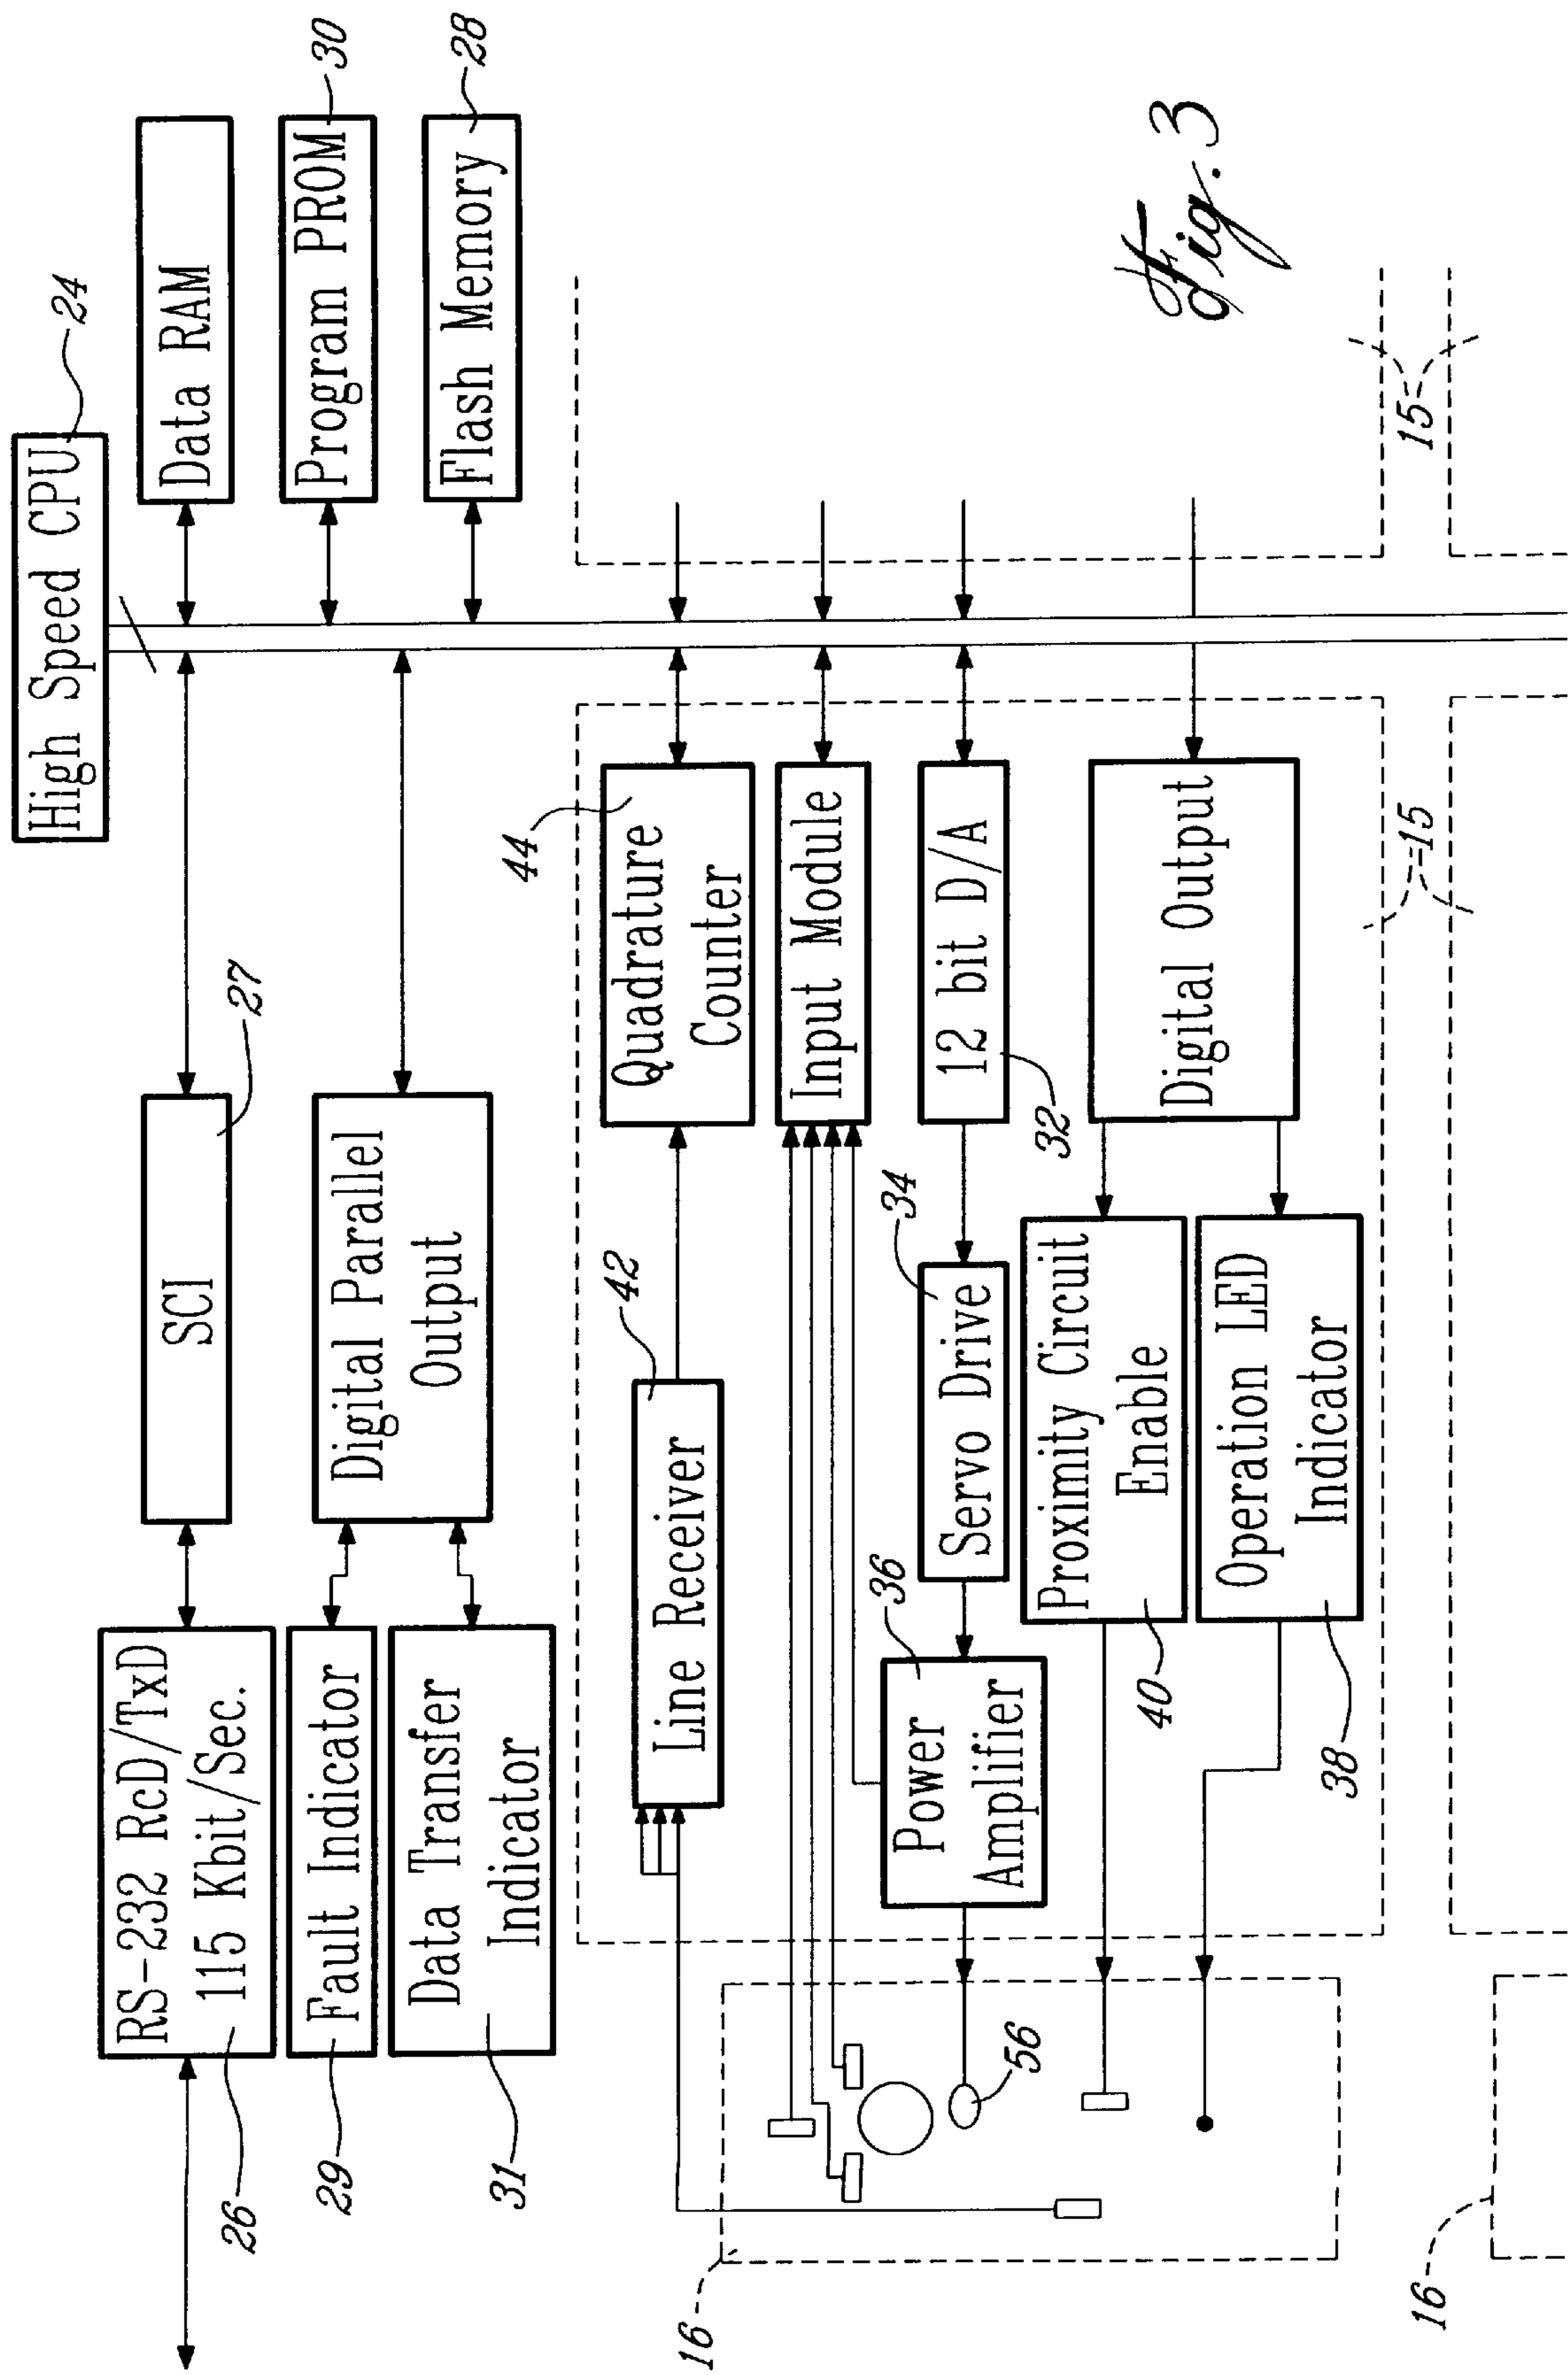 High Speed CPU
24
Data RAM
Program PROM
30
Flash Memory
28
SCI
27
RS-232 RcD/TxD
115 Kbit/Sec.
26
Digital Parallel
Output
Fault Indicator
29
Data Transfer
Indicator
31
Quadrature
Counter
44
Line Receiver
42
Input Module
12 bit D/A
32
Servo Drive
34
Power
Amplifier
36
Digital Output
Proximity Circuit
Enable
40
Operation LED
Indicator
38
56
16
16
15
15
Fig. 3